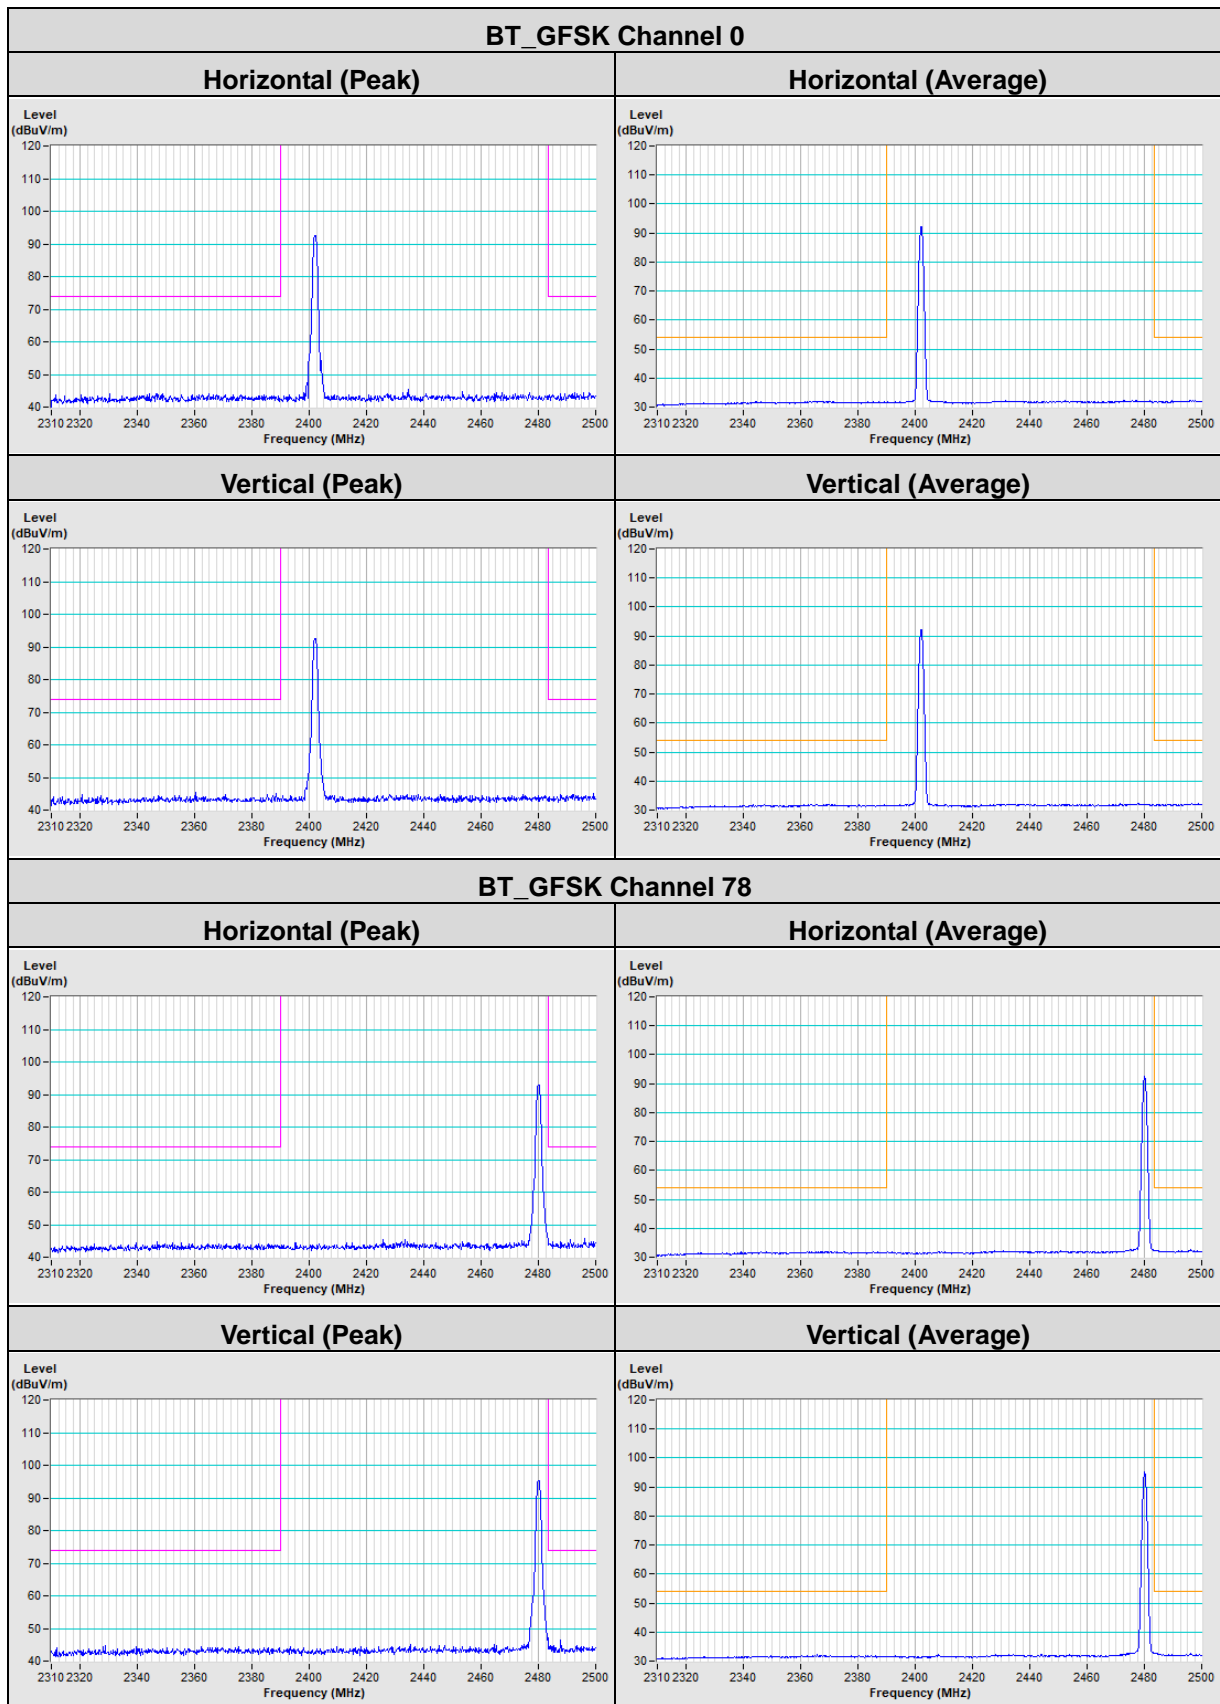 BT_GFSK Channel 0
Horizontal (Peak) Horizontal (Average)
Level Level
(dBuV/m) (dBuV/m)
120 120
110 110
100 100
90 90
80 80
70 70
60 60
50 50
40 40
30
2310 2320 2340 2360 2380 2400 2420 2440 2460 2480 2500 2310 2320 2340 2360 2380 2400 2420 2440 2460 2480 2500
Frequency (MHz) Frequency (MHz)
Vertical (Peak) Vertical (Average)
Level Level
(dBuV/m) (dBuV/m)
120 120
110 110
100 100
90 90
80 80
70 70
60 60
50 50
40 40
30
2310 2320 2340 2360 2380 2400 2420 2440 2460 2480 2500 2310 2320 2340 2360 2380 2400 2420 2440 2460 2480 2500
Frequency (MHz) Frequency (MHz)
BT_GFSK Channel 78
Horizontal (Peak) Horizontal (Average)
Level Level
(dBuV/m) (dBuV/m)
120 120
110 110
100 100
90 90
80 80
70 70
60 60
50 50
40 40
30
2310 2320 2340 2360 2380 2400 2420 2440 2460 2480 2500 2310 2320 2340 2360 2380 2400 2420 2440 2460 2480 2500
Frequency (MHz) Frequency (MHz)
Vertical (Peak) Vertical (Average)
Level Level
(dBuV/m) (dBuV/m)
120 120
110 110
100 100
90 90
80 80
70 70
60 60
50 50
40 40
30
2310 2320 2340 2360 2380 2400 2420 2440 2460 2480 2500 2310 2320 2340 2360 2380 2400 2420 2440 2460 2480 2500
Frequency (MHz) Frequency (MHz)